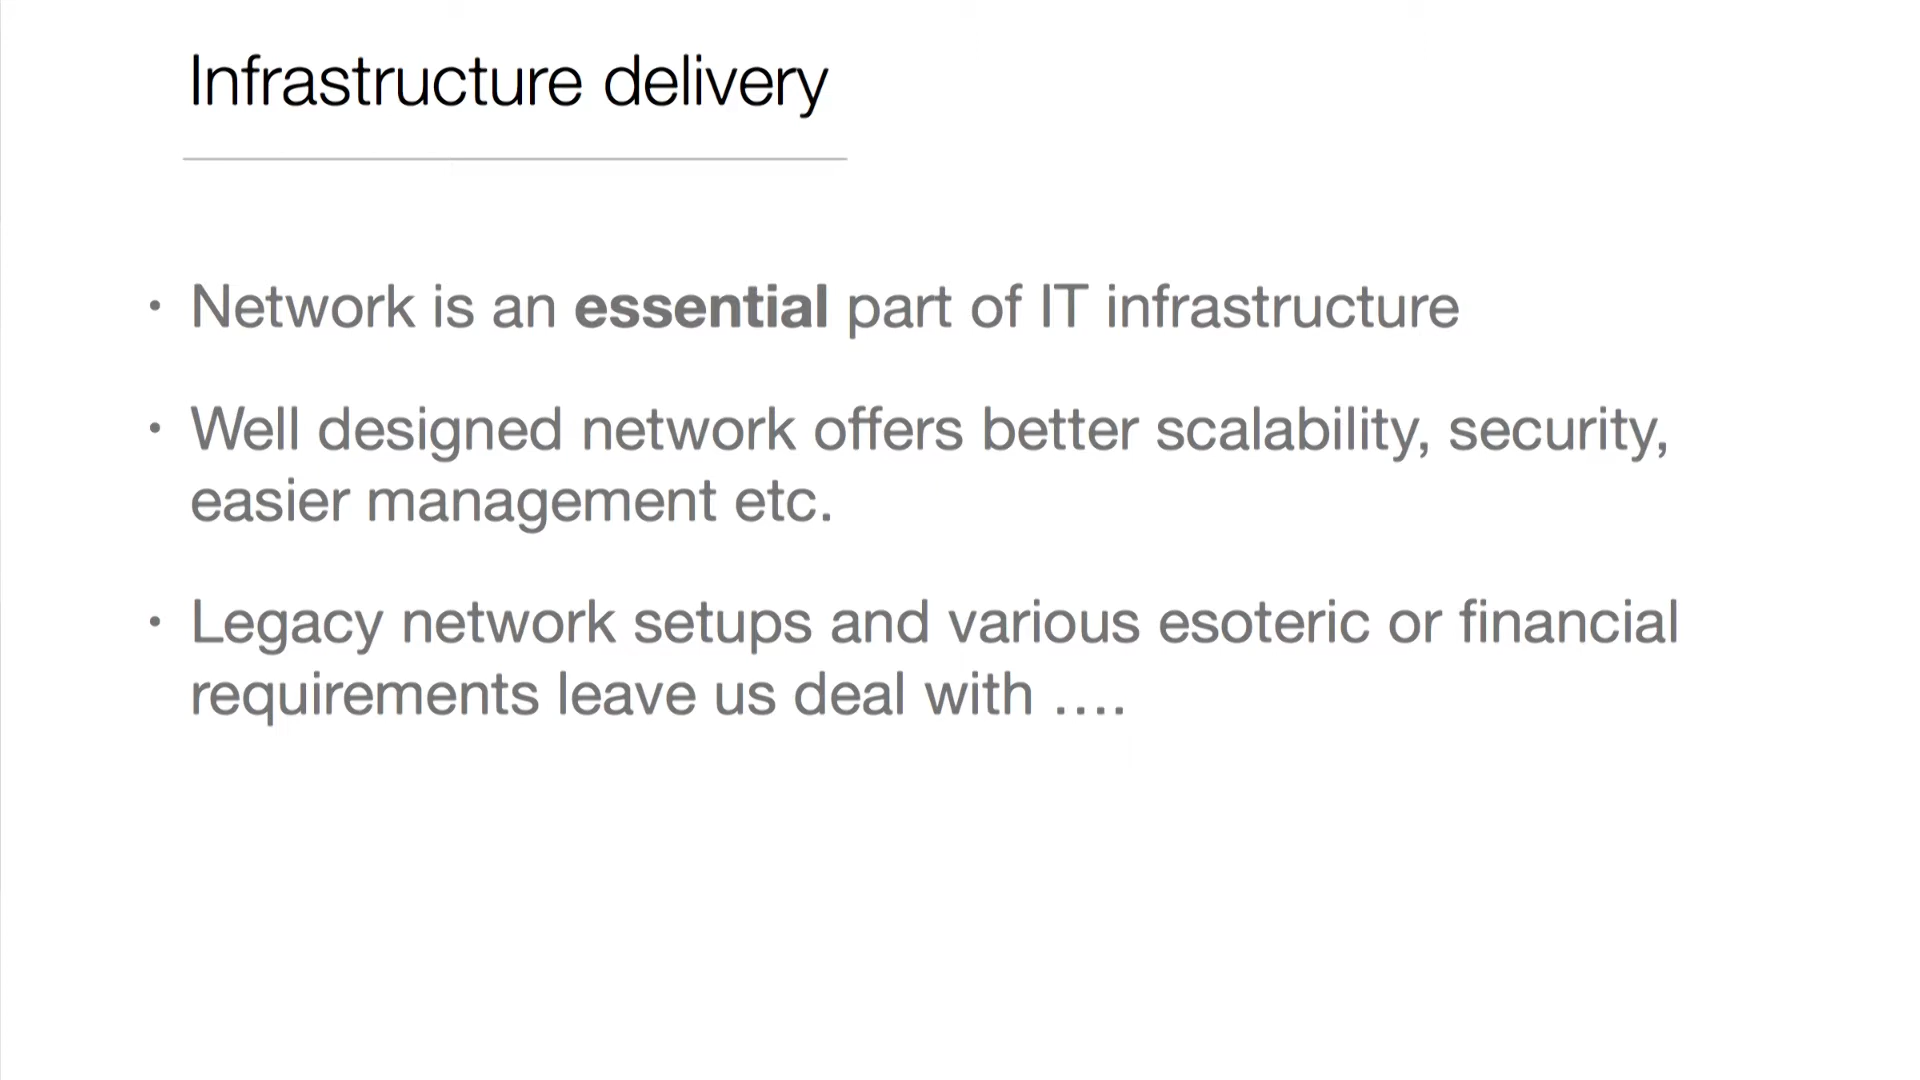 Infrastructure delivery
• Network is an essential part of IT infrastructure
• Well designed network offers better scalability, security,
easier management etc.
• Legacy network setups and various esoteric or financial
requirements leave us deal with ....